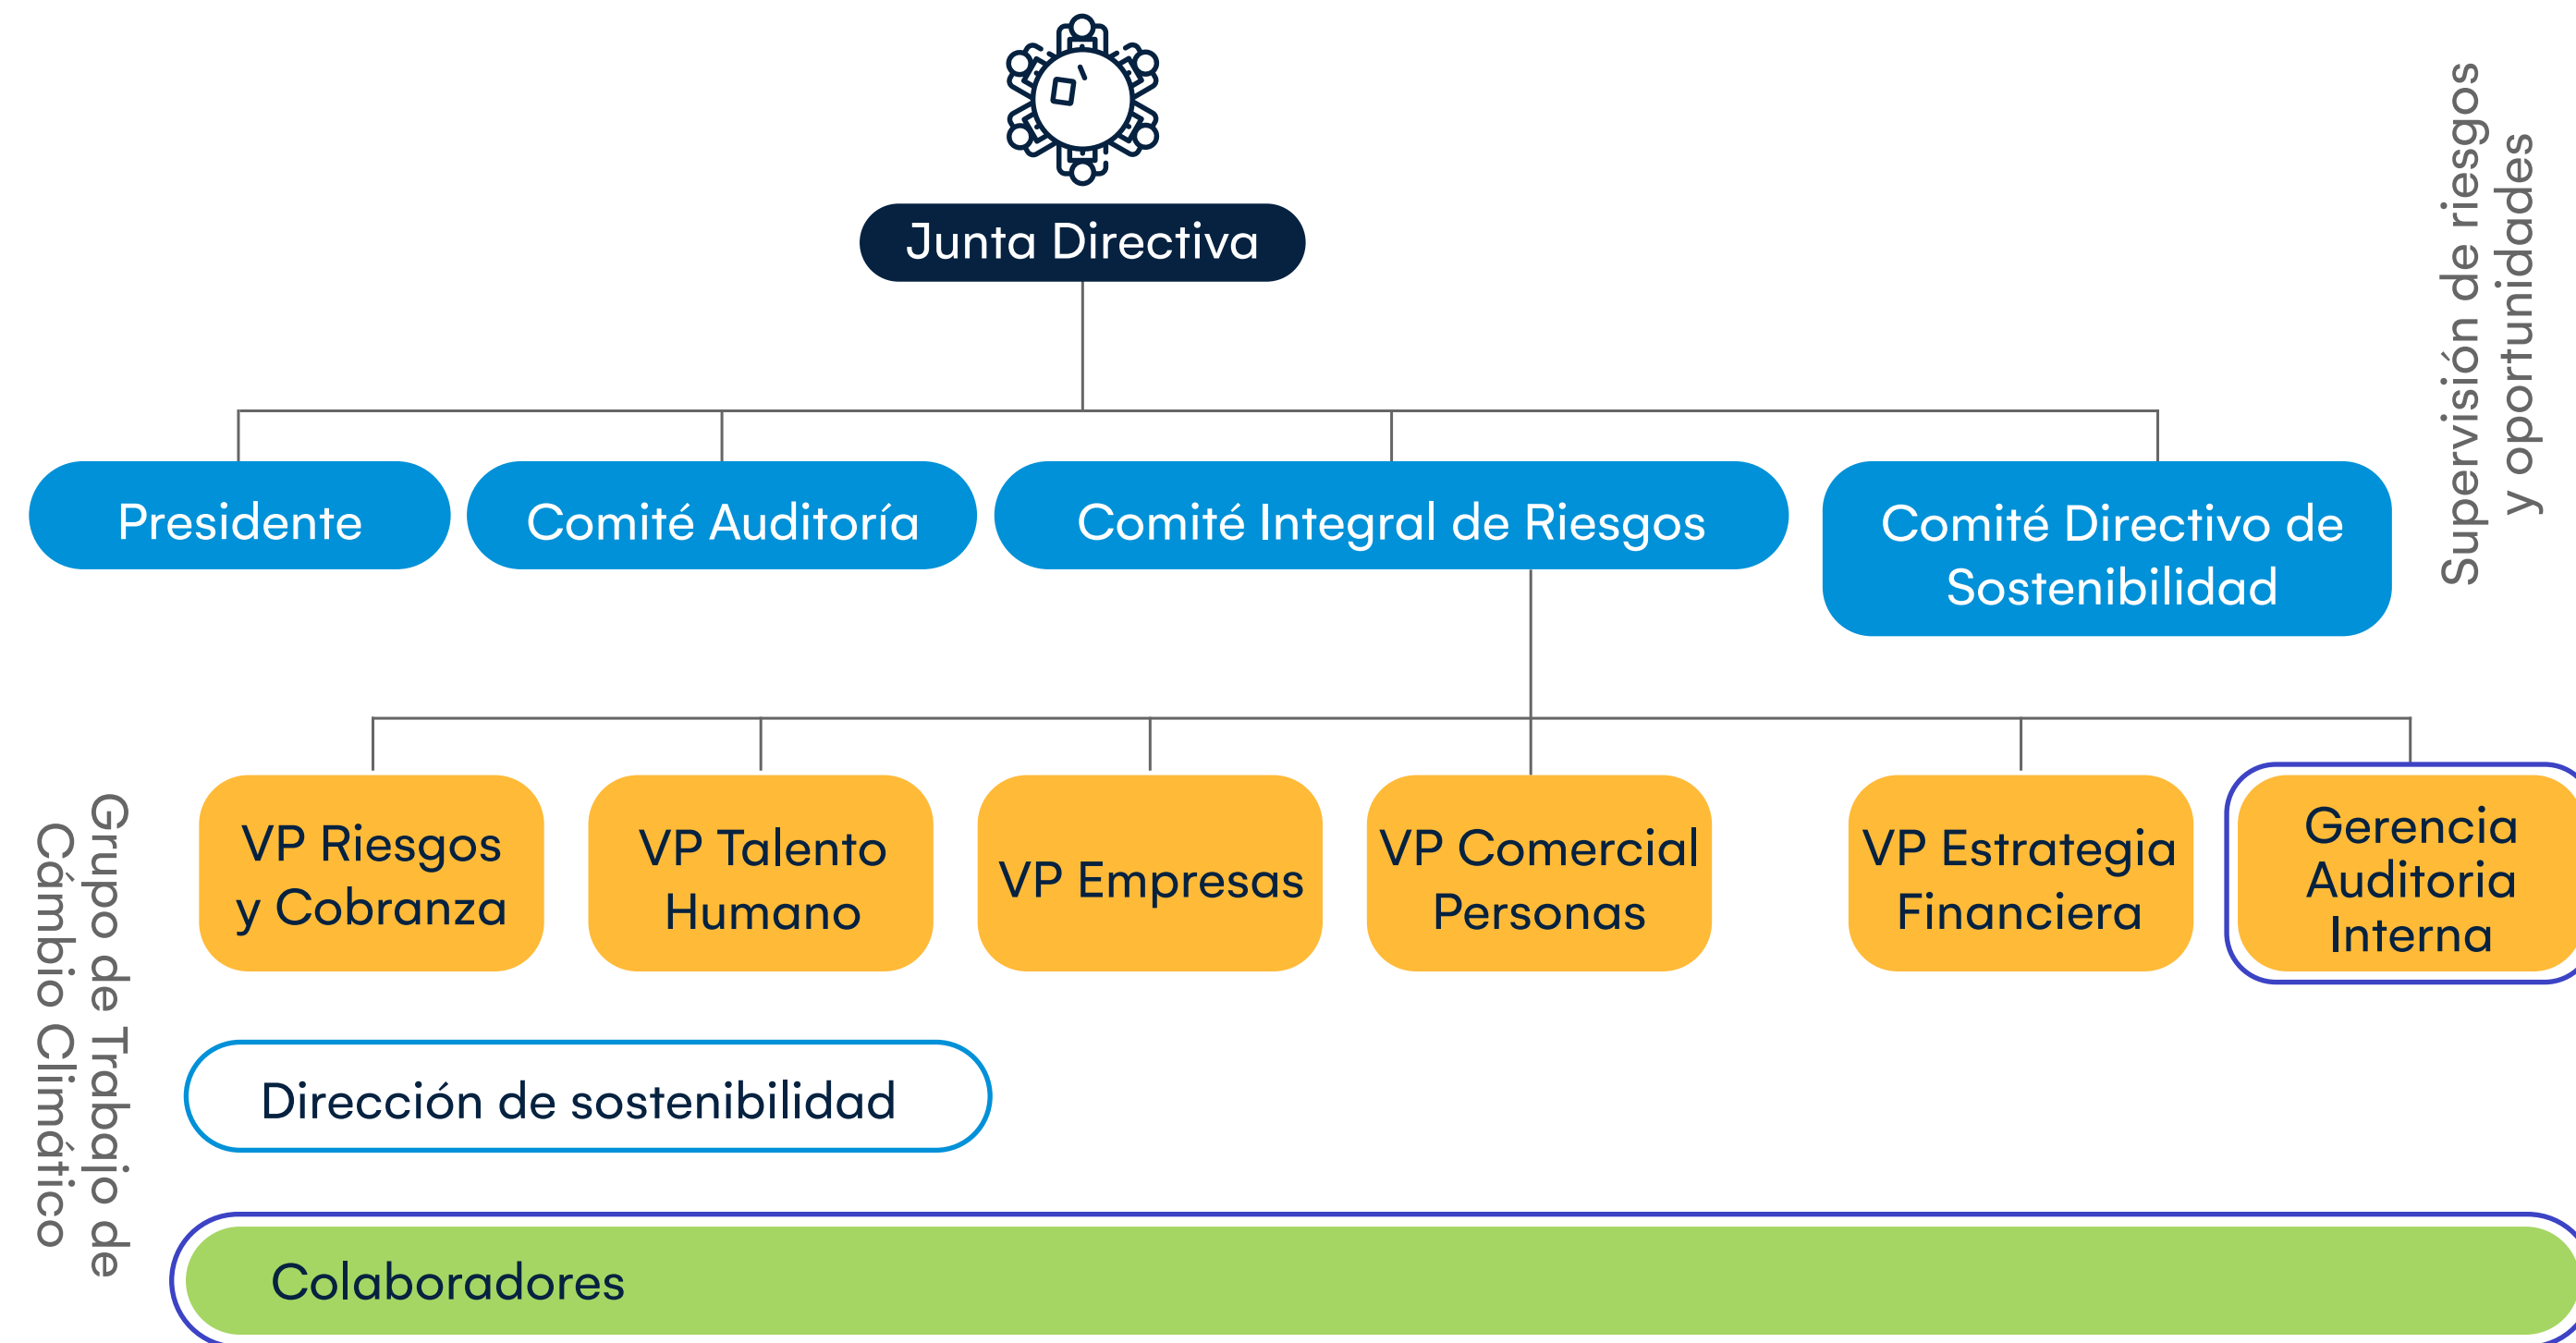 Junta Directiva
Supervisión de riesgos
y oportunidades
Presidente
Comité Auditoría
Comité Integral de Riesgos
Comité Directivo de
Sostenibilidad
Grupo de Trabajo de
Cámbio Climático
VP Riesgos
y Cobranza
VP Talento
Humano
VP Empresas
VP Comercial
Personas
VP Estrategia
Financiera
Gerencia
Auditoria
Interna
Dirección de sostenibilidad
Colaboradores